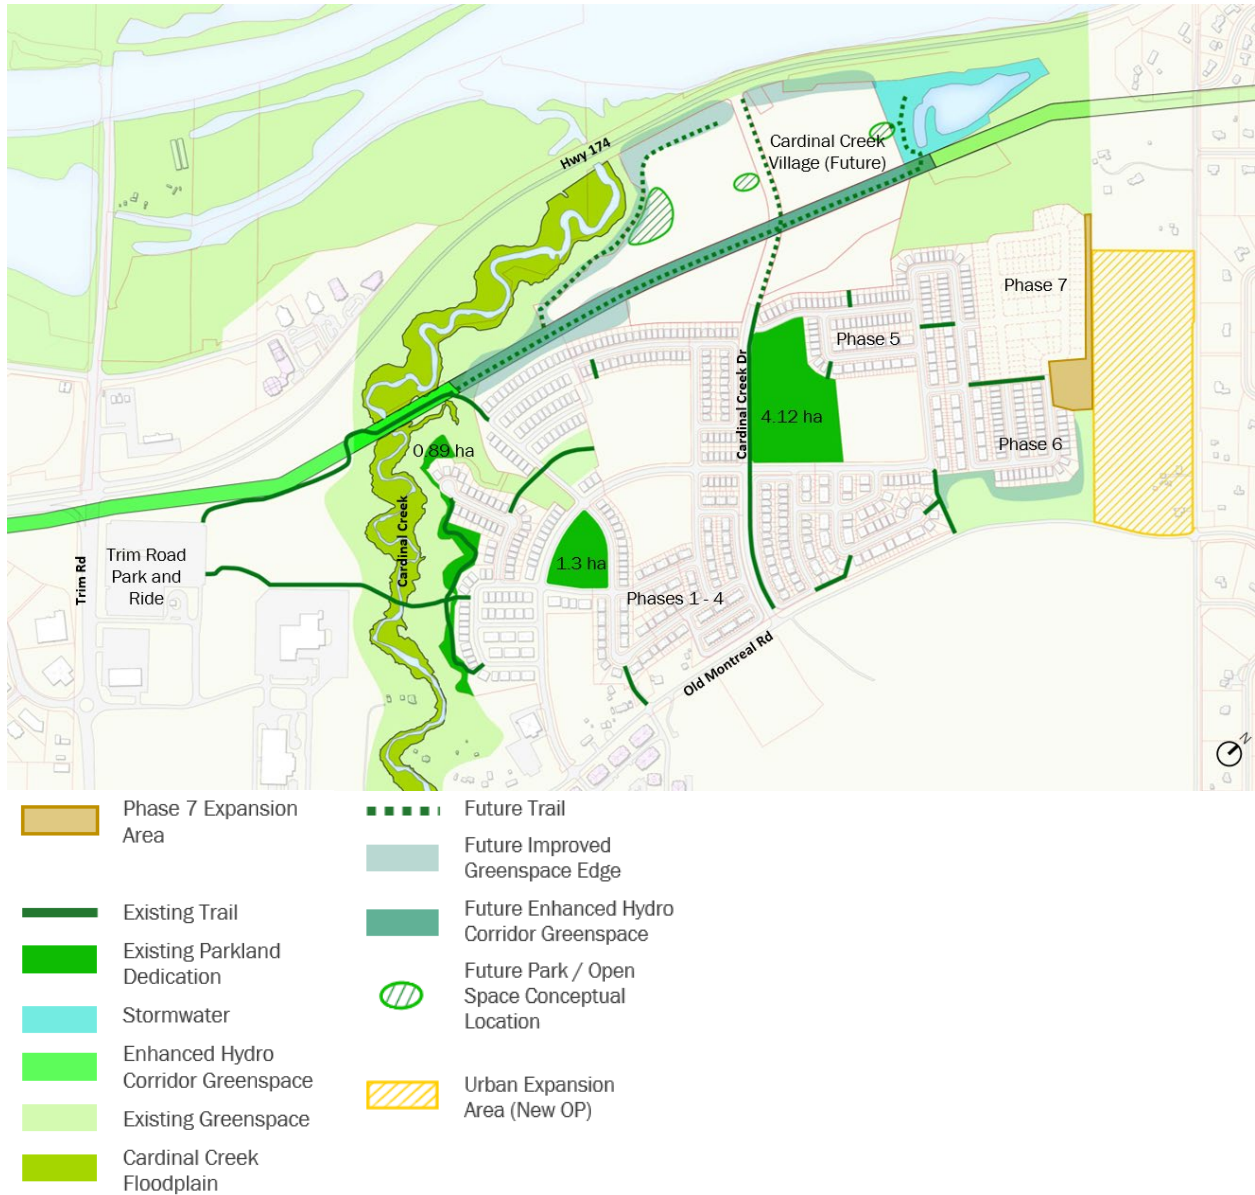 Hwy 174
Cardinal Creek
Village (Future)
Phase 7
Phase 5
Cardinal Creek Dr
4.12 ha
Phase 6
0.89 ha
Cardinal Creek
Trim Rd
Trim Road
Park and
Ride
1.3 ha
Phases 1 - 4
Old Montreal Rd
N
Phase 7 Expansion
Area
Existing Trail
Existing Parkland
Dedication
Stormwater
Enhanced Hydro
Corridor Greenspace
Existing Greenspace
Cardinal Creek
Floodplain
Future Trail
Future Improved
Greenspace Edge
Future Enhanced Hydro
Corridor Greenspace
Future Park / Open
Space Conceptual
Location
Urban Expansion
Area (New OP)